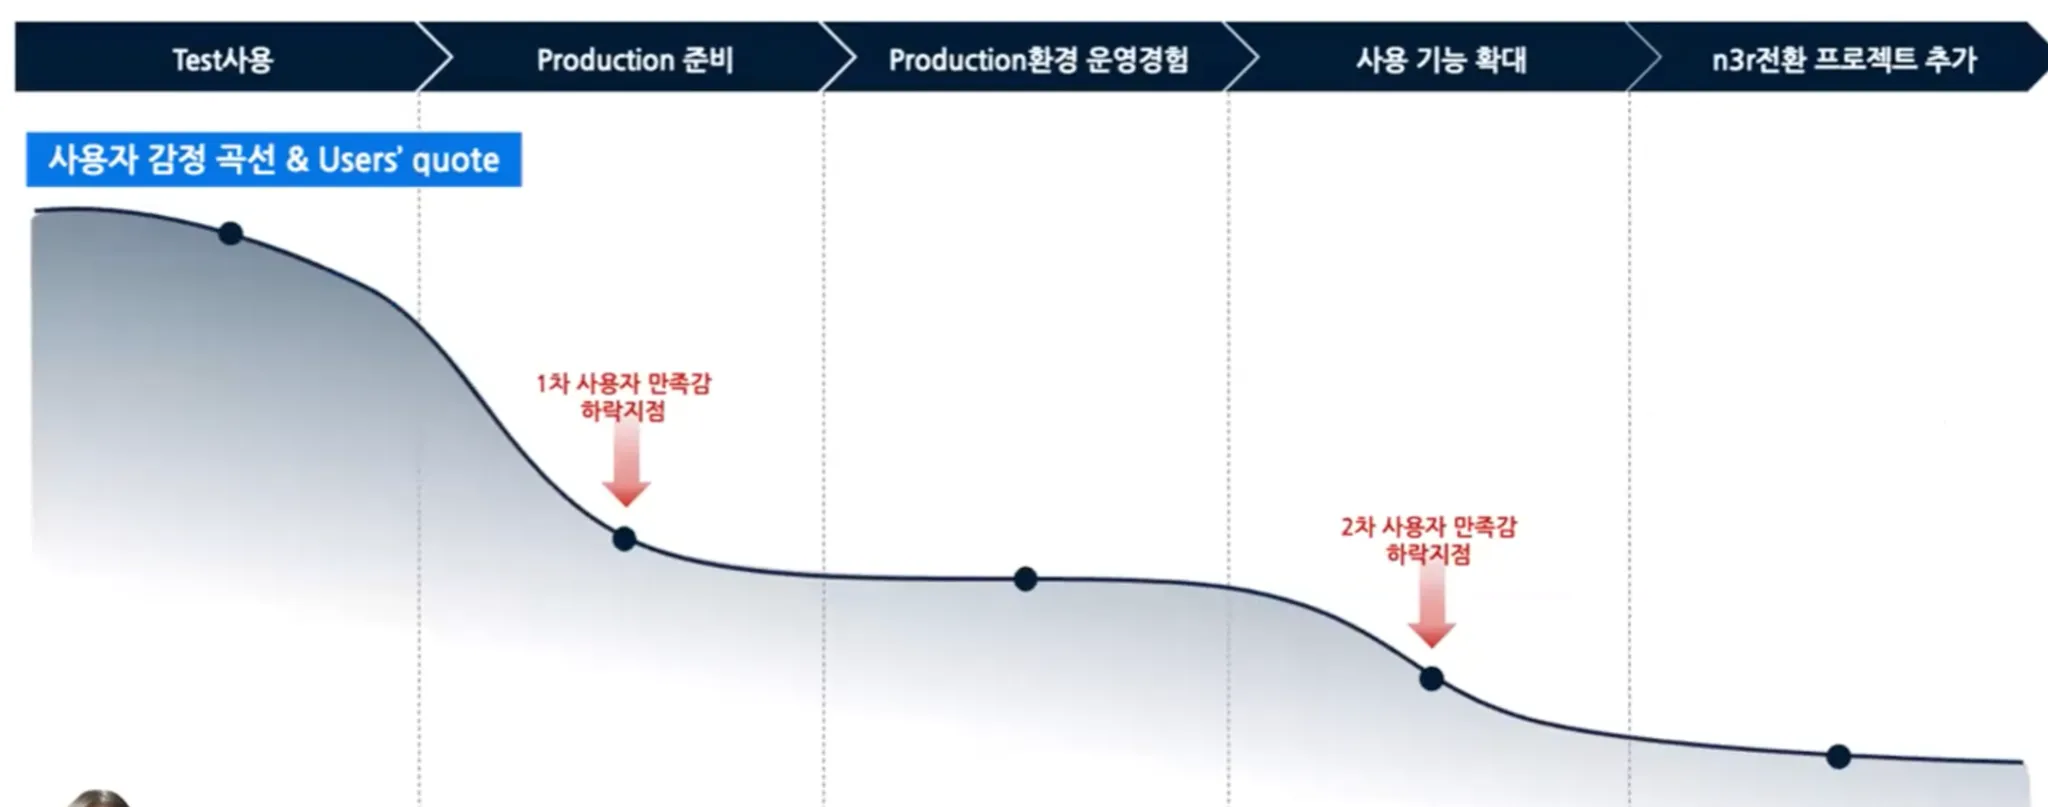 Test사용
Production 준비
Production환경 운영경험
사용 기능 확대
n3r전환 프로젝트 추가
사용자 감정 곡선 & Users’ quote
1차 사용자 만족감
하락지점
2차 사용자 만족감
하락지점